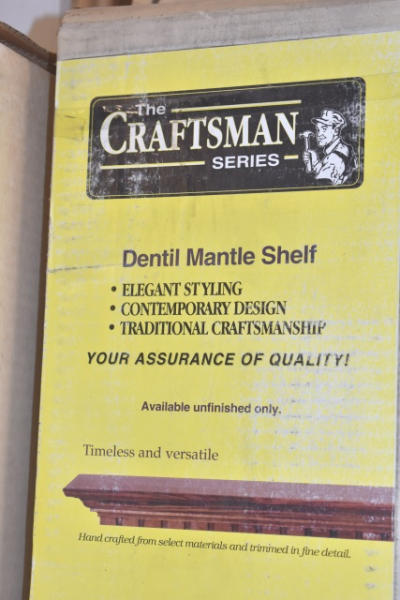 The
CRAFTSMAN
SERIES
Dentil Mantle Shelf
• ELEGANT STYLING
• CONTEMPORARY DESIGN
• TRADITIONAL CRAFTSMANSHIP
YOUR ASSURANCE OF QUALITY!
Available unfinished only.
Timeless and versatile
Hand crafted from select materials and trimmed in fine detail.